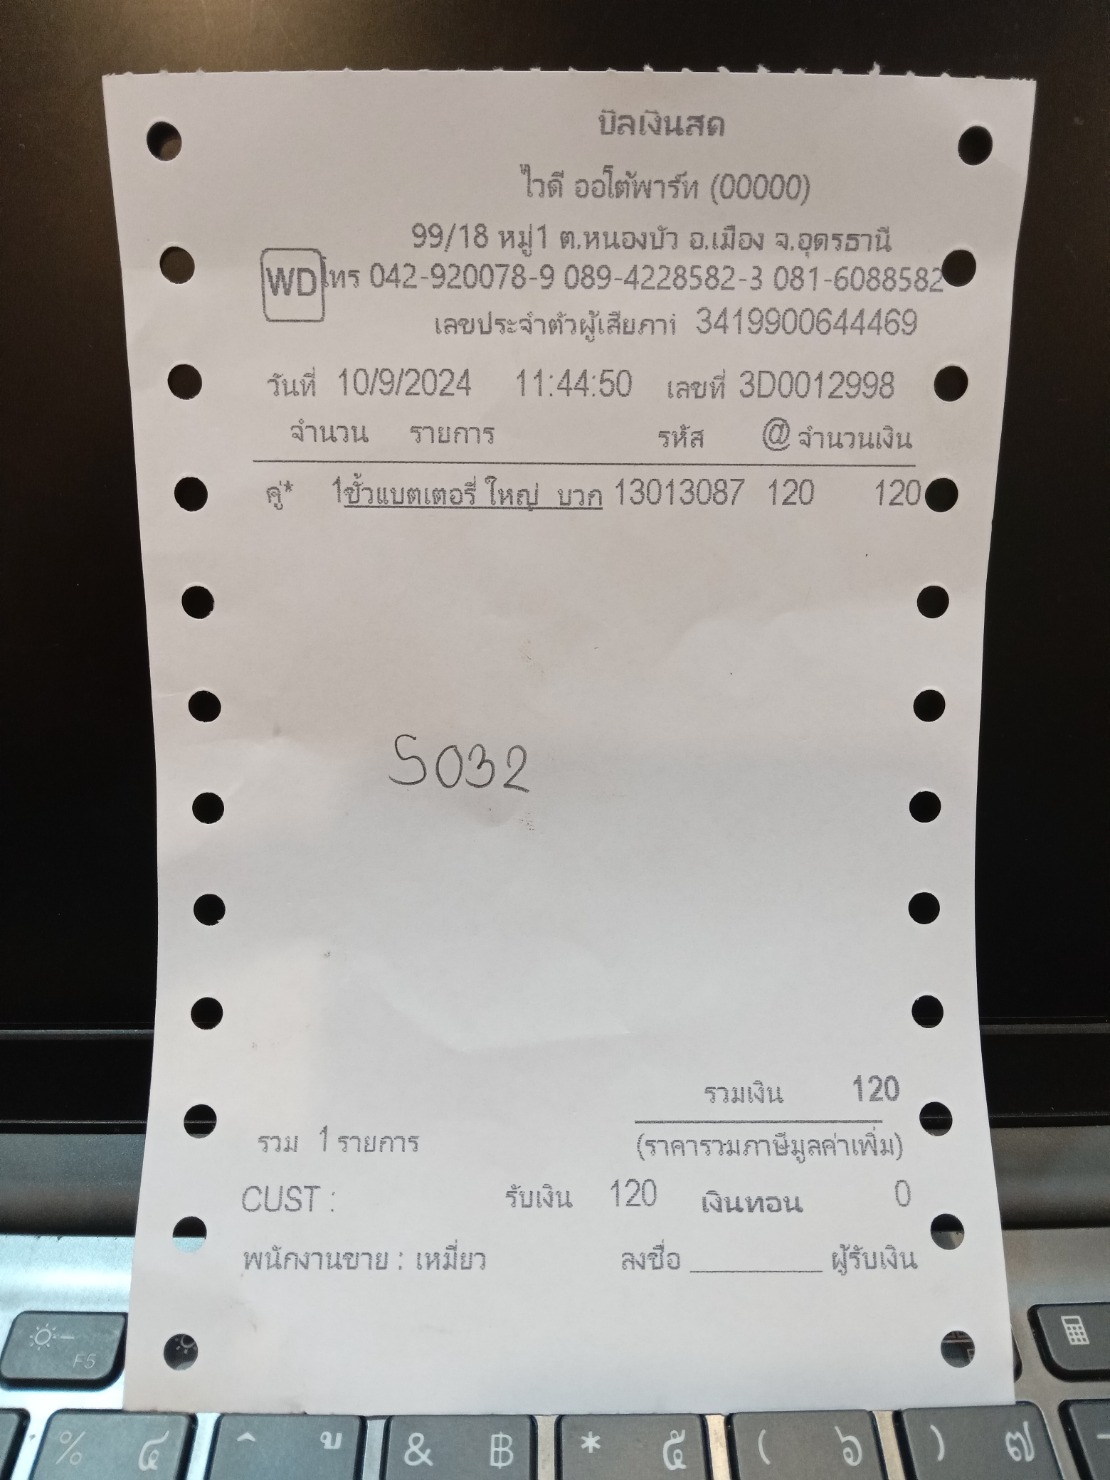 บิลเงินสด
ไวดี ออโต้พาร์ท (00000)
99/18 หมู่1 ต.หนองบัว อ.เมือง จ.อุดรธานี
WD โทร 042-920078-9 089-4228582-3 081-6088582
เลขประจำตัวผู้เสียภาษี 3419900644469
วันที่ 10/9/2024 11:44:50 เลขที่ 3D0012998
จำนวน รายการ รหัส @ จำนวนเงิน
คู่* 1 ขั้วแบตเตอรี่ ใหญ่ บวก 13013087 120 120
S032
รวมเงิน 120
รวม 1 รายการ (ราคารวมภาษีมูลค่าเพิ่ม)
CUST : รับเงิน 120 เงินทอน 0
พนักงานขาย : เหมี่ยว ลงชื่อ __________ ผู้รับเงิน
F5
% ๔ ^ ู & ฿ * ๕ ( ๖ ) ๗